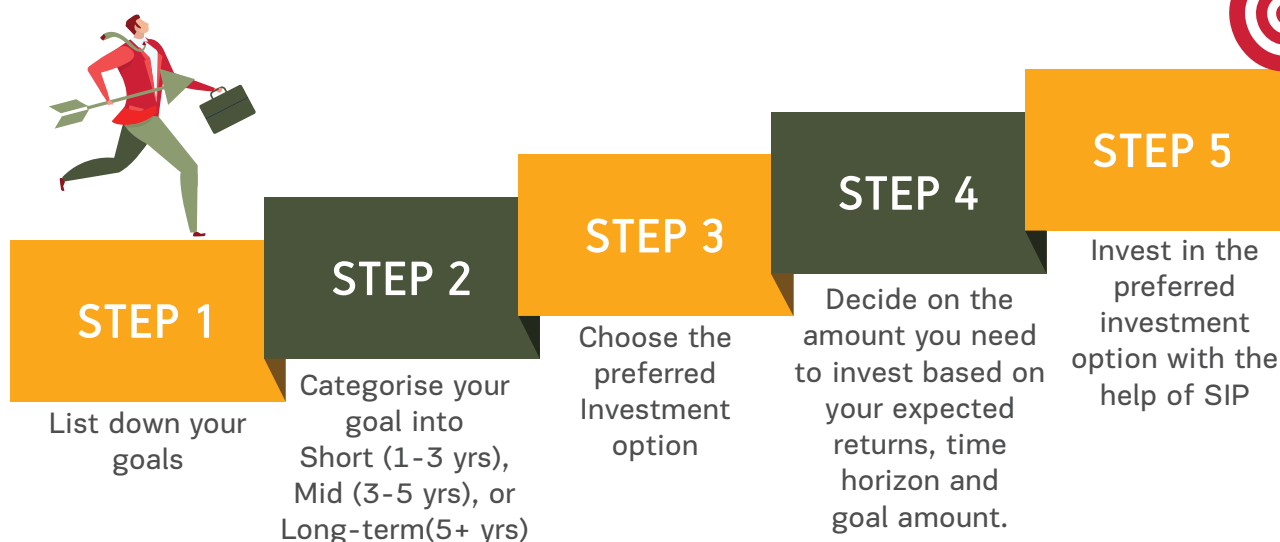 STEP 1
List down your
goals
STEP 2
Categorise your
goal into
Short (1-3 yrs),
Mid (3-5 yrs), or
Long-term(5+ yrs)
STEP 3
Choose the
preferred
Investment
option
STEP 4
Decide on the
amount you need
to invest based on
your expected
returns, time
horizon and
goal amount.
STEP 5
Invest in the
preferred
investment
option with the
help of SIP